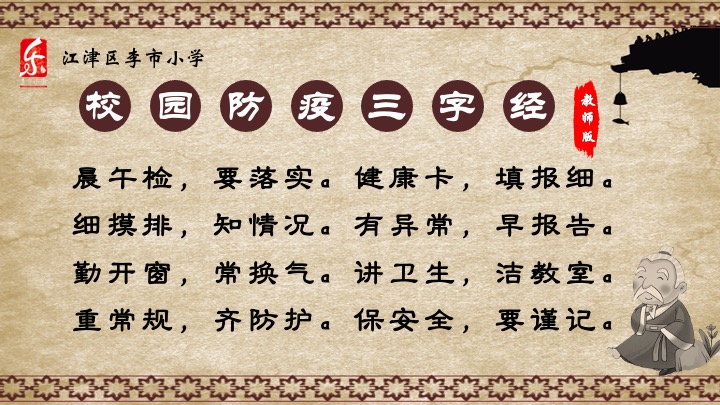 乐
江津区李市小学
校园防疫三字经
教师版
晨午检，要落实。健康卡，填报细。
细摸排，知情况。有异常，早报告。
勤开窗，常换气。讲卫生，洁教室。
重常规，齐防护。保安全，要谨记。